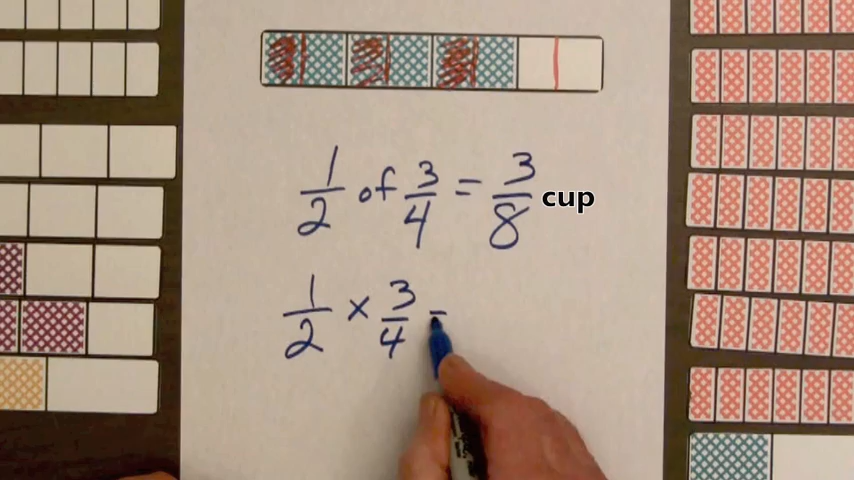 1/2 of 3/4 = 3/8 cup
1/2 × 3/4 =